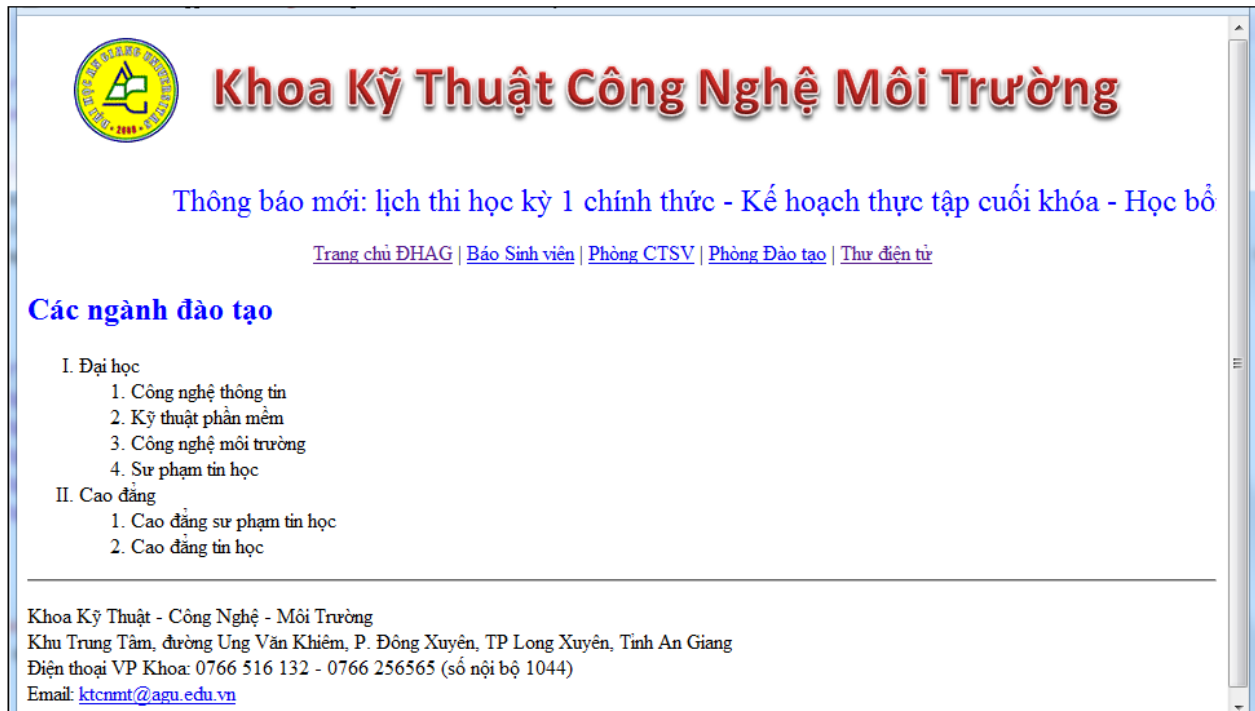 ĐẠI HỌC AN GIANG UNIVERSITAS
2000
Khoa Kỹ Thuật Công Nghệ Môi Trường
Thông báo mới: lịch thi học kỳ 1 chính thức - Kế hoạch thực tập cuối khóa - Học bổ
Trang chủ ĐHAG | Báo Sinh viên | Phòng CTSV | Phòng Đào tạo | Thư điện tử
Các ngành đào tạo
I. Đại học
1. Công nghệ thông tin
2. Kỹ thuật phần mềm
3. Công nghệ môi trường
4. Sư phạm tin học
II. Cao đẳng
1. Cao đẳng sư phạm tin học
2. Cao đẳng tin học
Khoa Kỹ Thuật - Công Nghệ - Môi Trường
Khu Trung Tâm, đường Ung Văn Khiêm, P. Đông Xuyên, TP Long Xuyên, Tỉnh An Giang
Điện thoại VP Khoa: 0766 516 132 - 0766 256565 (số nội bộ 1044)
Email: ktcnmt@agu.edu.vn